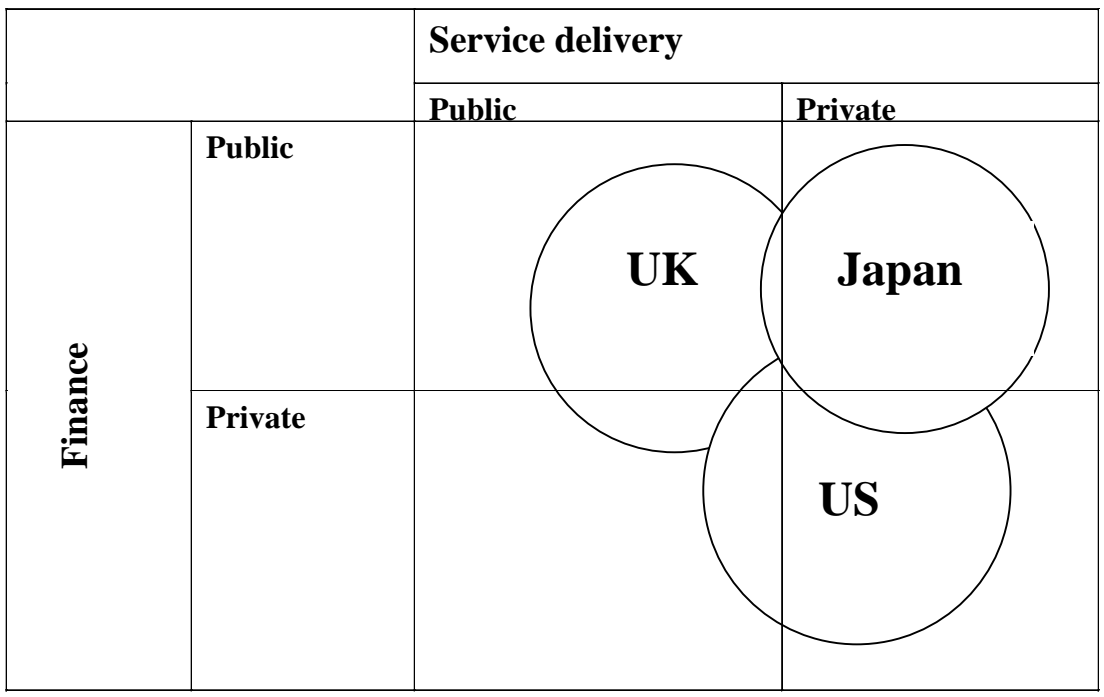 Service delivery
Public
Private
Public
UK
Japan
Finance
Private
US